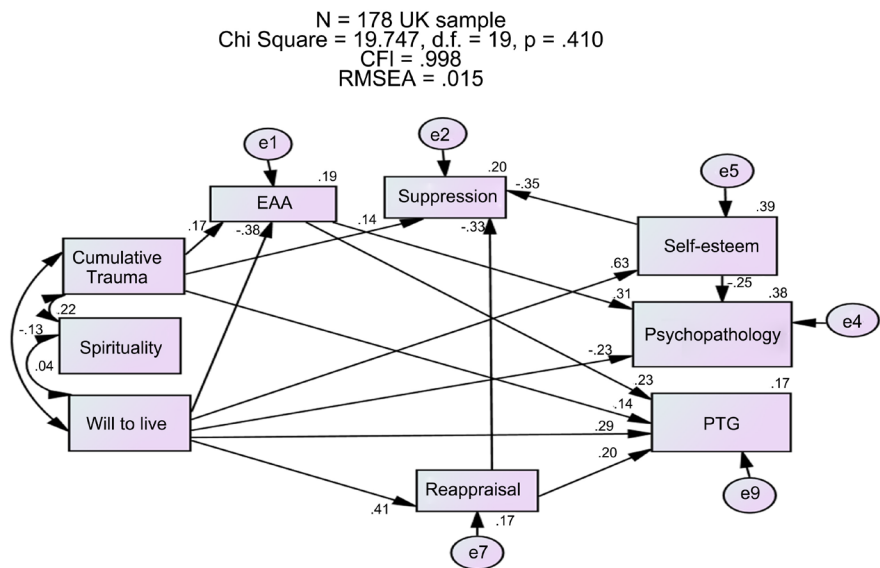 N = 178 UK sample
Chi Square = 19.747, d.f. = 19, p = .410
CFI = .998
RMSEA = .015
e1
e2
e5
.20
.19
Suppression
-.35
.39
EAA
.17
-.38
.14
-.33
Self-esteem
Cumulative
Trauma
.63
-.25
.22
.31
.38
-.13
Spirituality
Psychopathology
e4
.04
-.23
.23
.17
.14
Will to live
.29
PTG
.20
Reappraisal
.41
.17
e9
e7